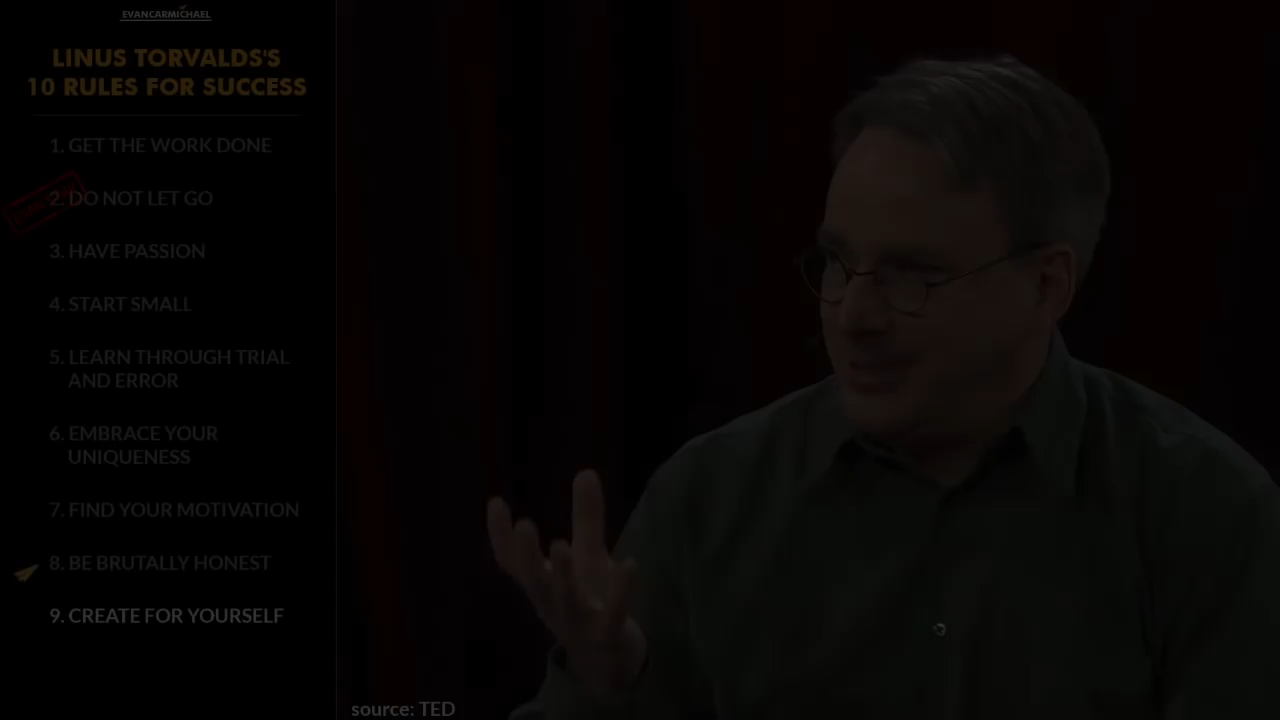 EVANCARMICHAEL
LINUS TORVALDS'S
10 RULES FOR SUCCESS
1. GET THE WORK DONE
2. DO NOT LET GO
3. HAVE PASSION
4. START SMALL
5. LEARN THROUGH TRIAL
AND ERROR
6. EMBRACE YOUR
UNIQUENESS
7. FIND YOUR MOTIVATION
8. BE BRUTALLY HONEST
9. CREATE FOR YOURSELF
source: TED